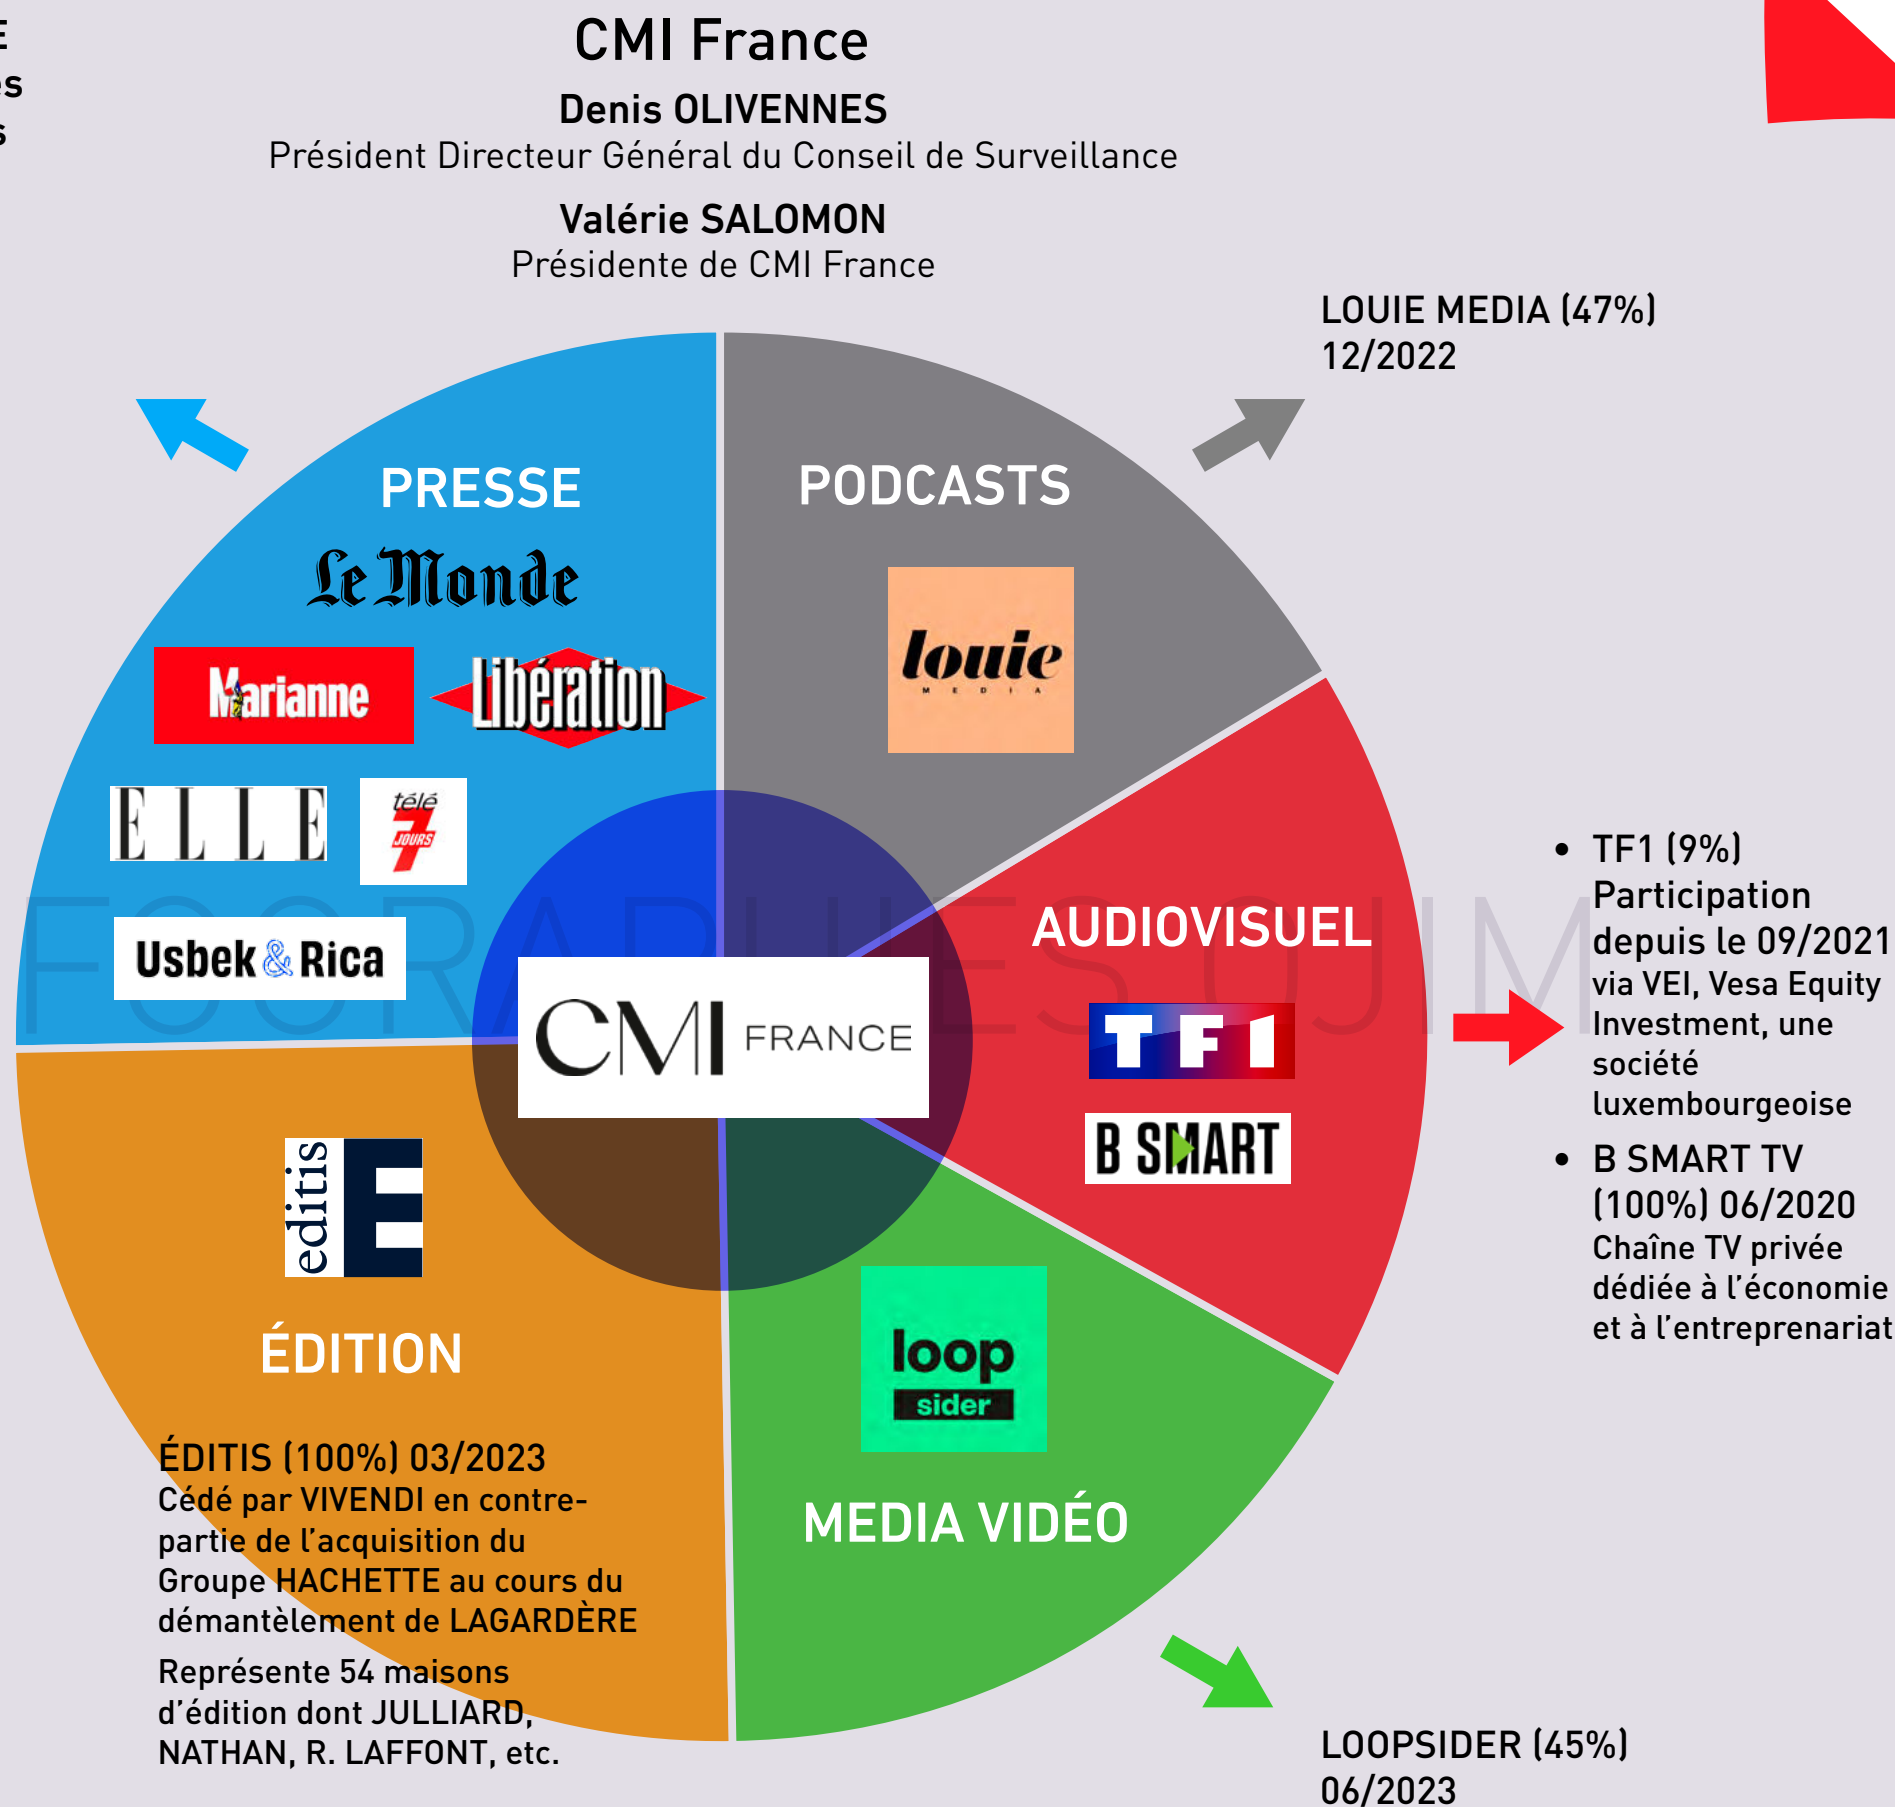 E
es
s
CMI France
Denis OLIVENNES
Président Directeur Général du Conseil de Surveillance
Valérie SALOMON
Présidente de CMI France
LOUIE MEDIA (47%)
12/2022
PRESSE
Le Monde
Marianne
Libération
ELLE
télé
7
JOURS
Usbek & Rica
PODCASTS
louie
MEDIA
AUDIOVISUEL
TF1
B SMART
• TF1 (9%)
Participation
depuis le 09/2021
via VEI, Vesa Equity
Investment, une
société
luxembourgeoise
• B SMART TV
(100%) 06/2020
Chaîne TV privée
dédiée à l’économie
et à l’entreprenariat
CMI FRANCE
editis
E
ÉDITION
ÉDITIS (100%) 03/2023
Cédé par VIVENDI en contre-
partie de l’acquisition du
Groupe HACHETTE au cours du
démantèlement de LAGARDÈRE
Représente 54 maisons
d’édition dont JULLIARD,
NATHAN, R. LAFFONT, etc.
loop
sider
MEDIA VIDÉO
LOOPSIDER (45%)
06/2023